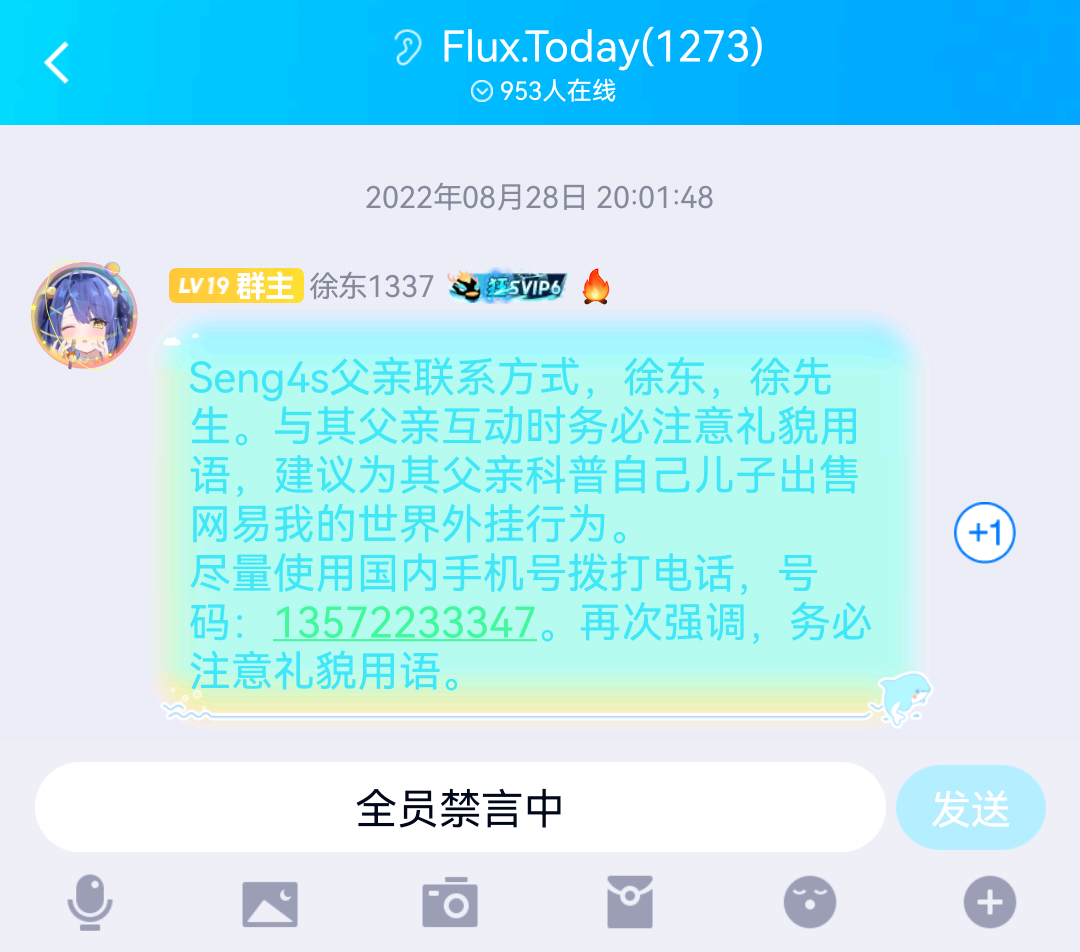 Flux.Today(1273)
953人在线
2022年08月28日 20:01:48
LV19 群主 徐东1337 狂SVIP6
Seng4s父亲联系方式，徐东，徐先
生。与其父亲互动时务必注意礼貌用
语，建议为其父亲科普自己儿子出售
网易我的世界外挂行为。
尽量使用国内手机号拨打电话，号
码：13572233347。再次强调，务必
注意礼貌用语。
+1
全员禁言中
发送